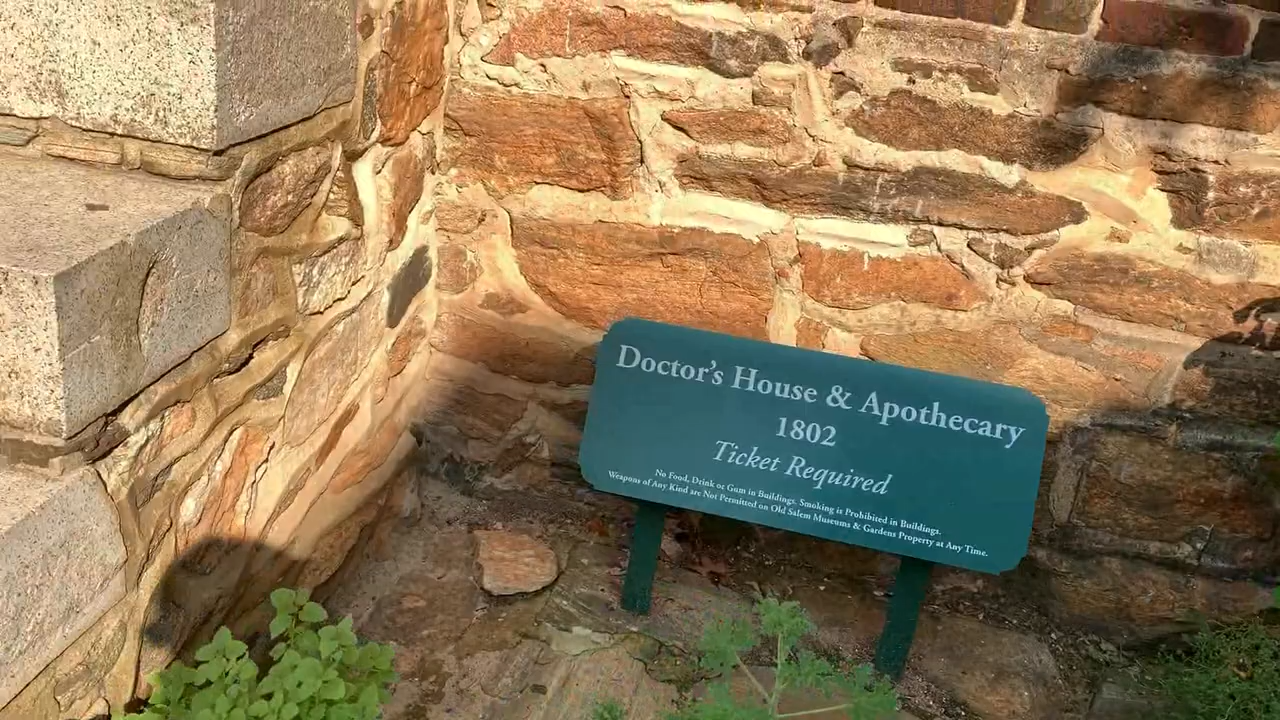 Doctor's House & Apothecary
1802
Ticket Required
No Food, Drink or Gum in Buildings. Smoking is Prohibited in Buildings.
Weapons of Any Kind are Not Permitted on Old Salem Museums & Gardens Property at Any Time.